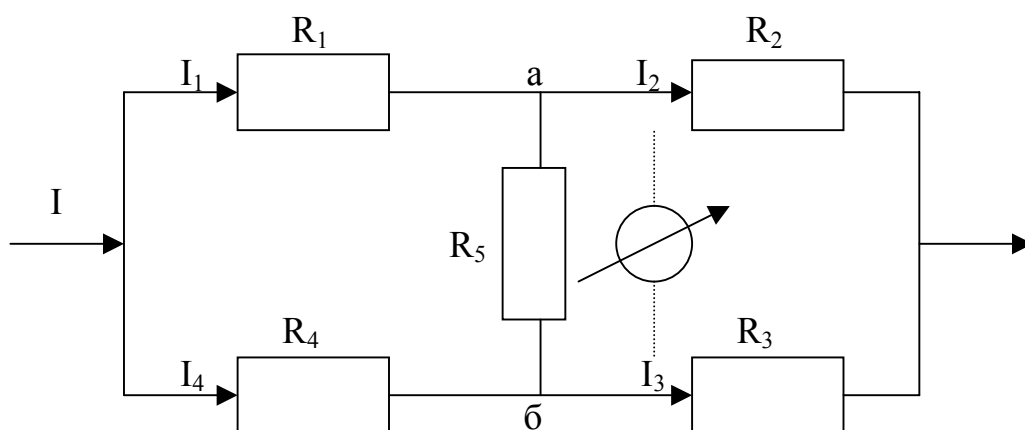 R₁
R₂
I₁
а
I₂
I
R₅
R₄
R₃
I₄
I₃
б